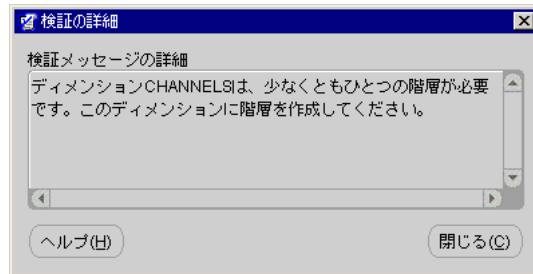 検証の詳細
検証メッセージの詳細
ディメンションCHANNELSは、少なくともひとつの階層が必要
です。このディメンションに階層を作成してください。
ヘルプ(H)
閉じる(C)